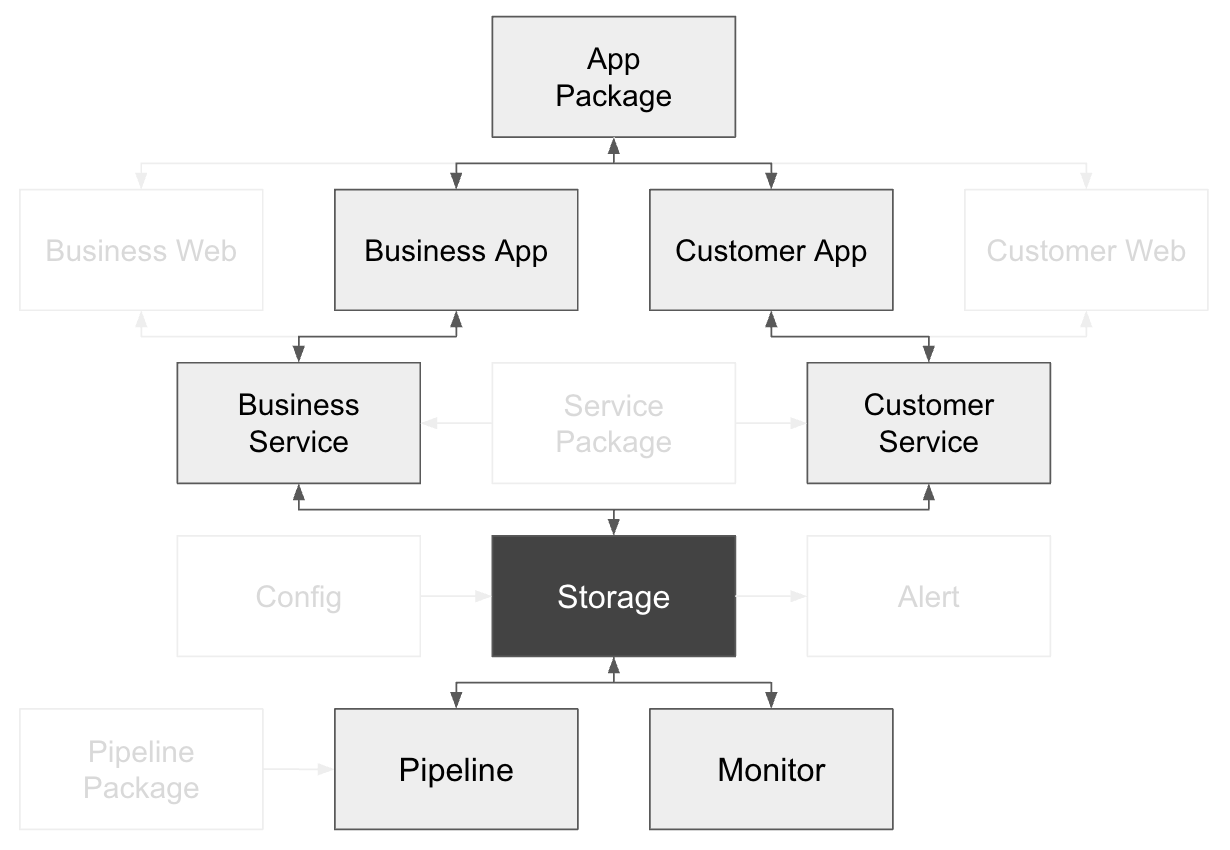 App
Package
Business Web
Business App
Customer App
Customer Web
Business
Service
Service
Package
Customer
Service
Config
Storage
Alert
Pipeline
Package
Pipeline
Monitor